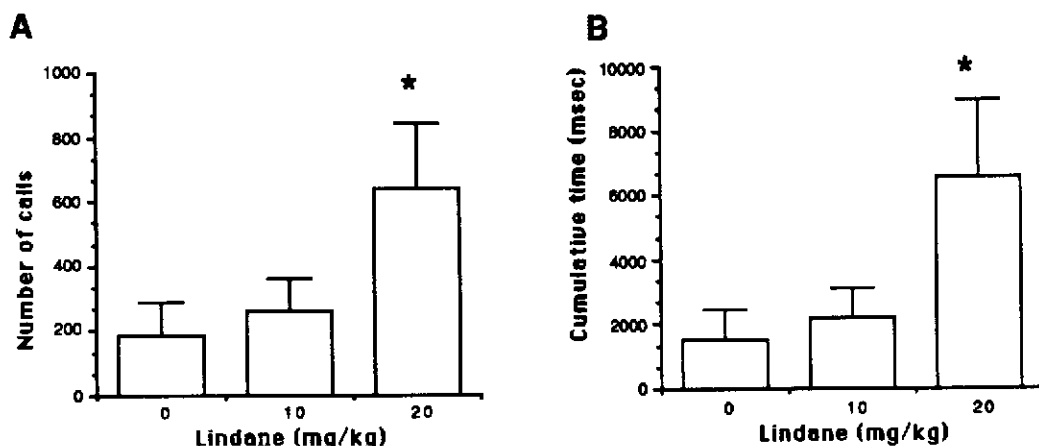 A
Number of calls
1000
800
600
400
200
0
*
0 10 20
Lindane (mg/kg)
B
Cumulative time (msec)
10000
8000
6000
4000
2000
0
*
0 10 20
Lindane (mg/kg)